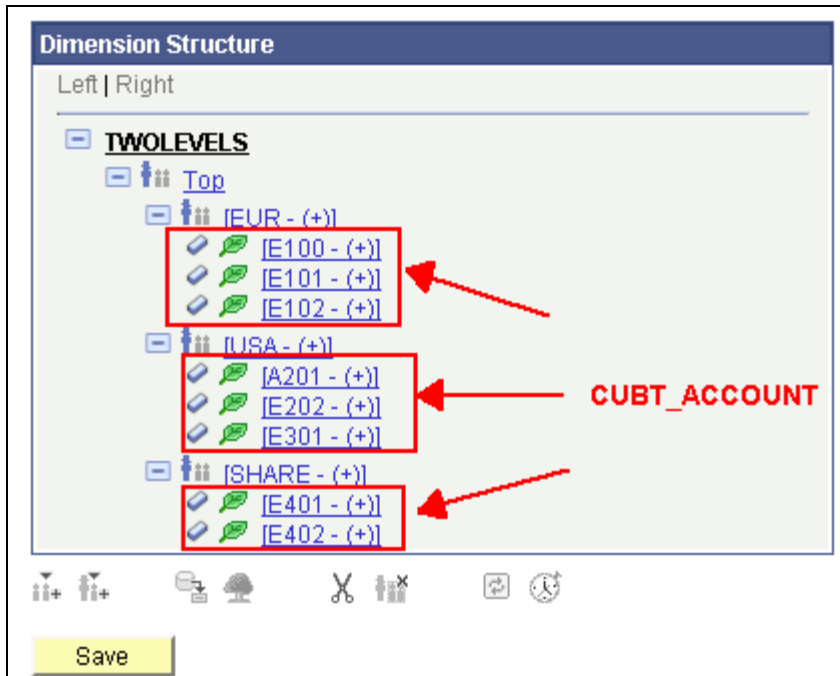 Dimension Structure
Left | Right
TWOLEVELS
Top
[EUR - (+)]
[E100 - (+)]
[E101 - (+)]
[E102 - (+)]
[USA - (+)]
[A201 - (+)]
[E202 - (+)]
CUBT_ACCOUNT
[E301 - (+)]
[SHARE - (+)]
[E401 - (+)]
[E402 - (+)]
Save